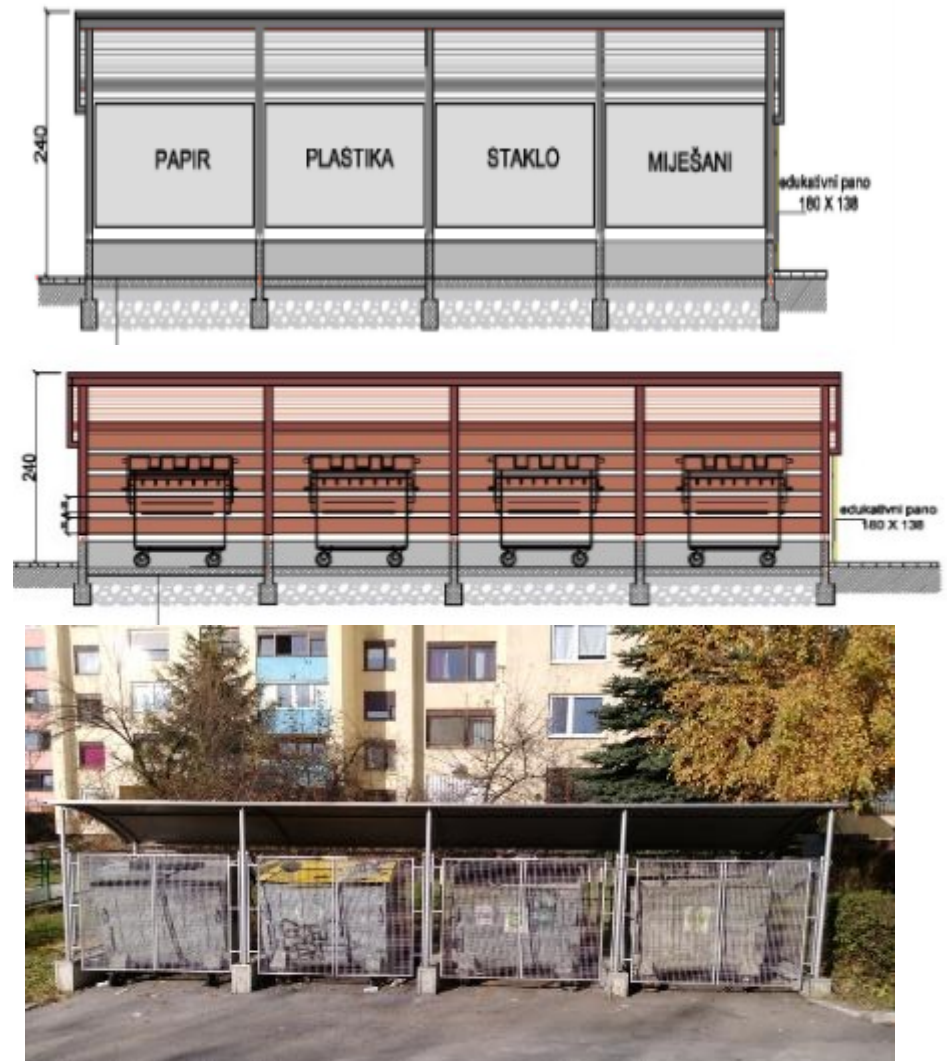 240
PAPIR
PLASTIKA
STAKLO
MIJEŠANI
edukativni pano
180 X 138
240
edukativni pano
180 X 138